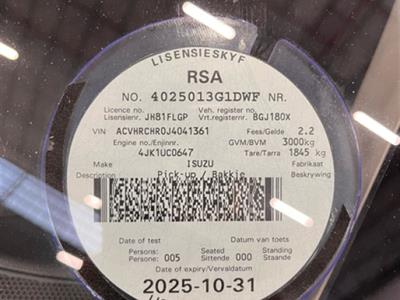 LISENSIESKYF
RSA
NO. 4025013G1DWF NR.
Licence no. Veh. register no.
Lisensienr. JH81FLGP Vrt.registernr. BGJ180X
VIN ACVHRCHR0J4041361 Fees/Gelde 2.2
Engine no./Enjinnr. GVM/BVM 3000kg
4JK1UC0647 Tare/Tarra 1845 kg
Make ISUZU Fabrikaat
Description Pick-up / Bakkie Beskrywing
Date of test Datum van toets
Persons: Seated Standing
Persone: 005 Sittende 000 Staande
Date of expiry/Vervaldatum
2025-10-31